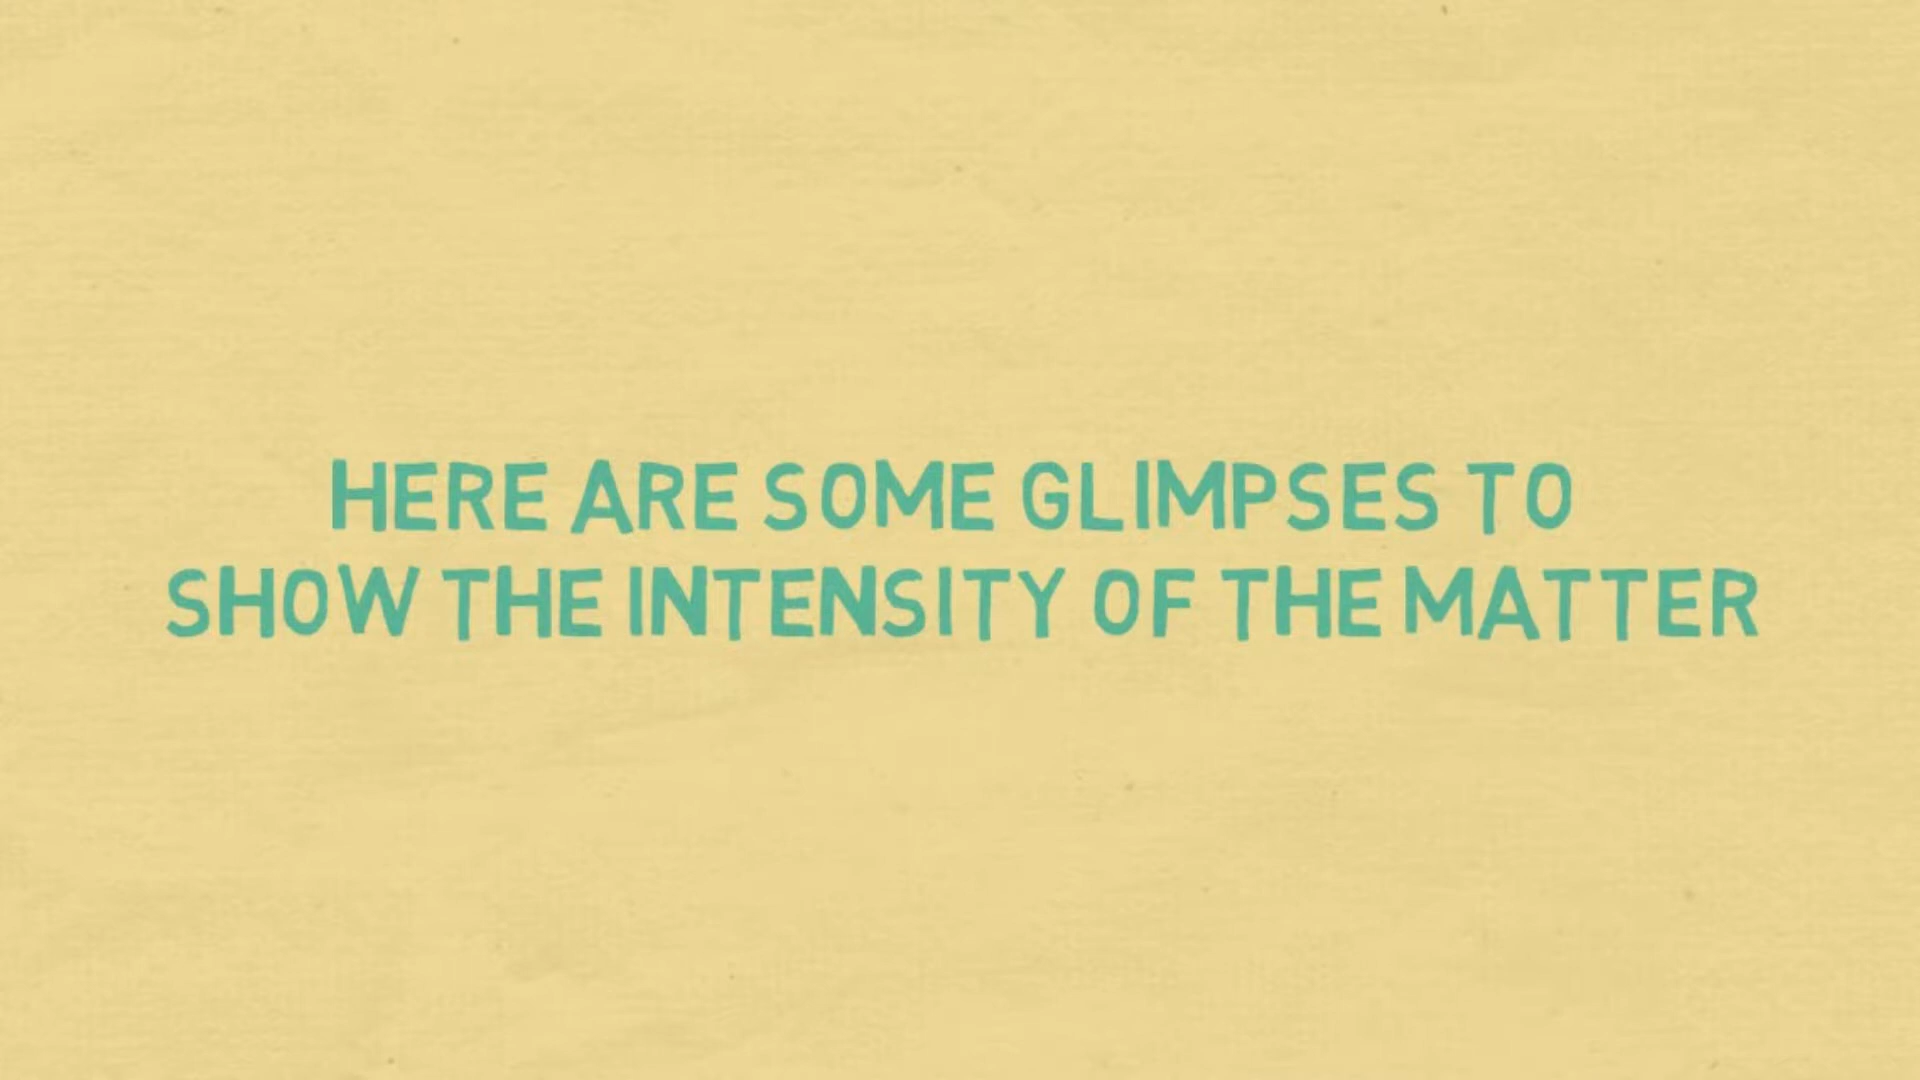 HERE ARE SOME GLIMPSES TO
SHOW THE INTENSITY OF THE MATTER